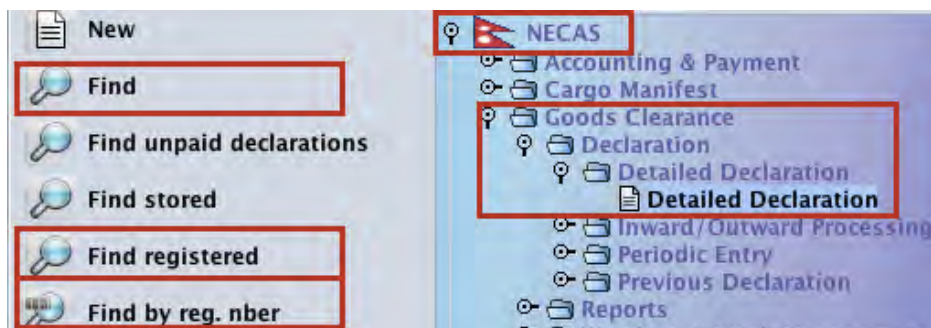 New
Find
Find unpaid declarations
Find stored
Find registered
Find by reg. nber
NECAS
Accounting & Payment
Cargo Manifest
Goods Clearance
Declaration
Detailed Declaration
Detailed Declaration
Inward/Outward Processing
Periodic Entry
Previous Declaration
Reports